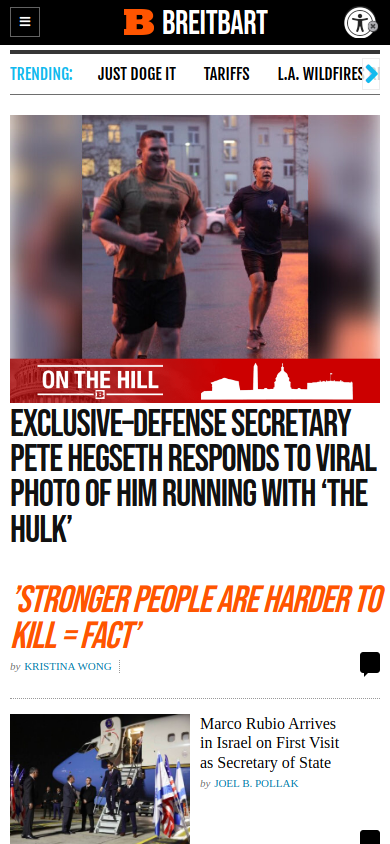 BREITBART
TRENDING:
JUST DOGE IT
TARIFFS
L.A. WILDFIRES
ON THE HILL
EXCLUSIVE–DEFENSE SECRETARY
PETE HEGSETH RESPONDS TO VIRAL
PHOTO OF HIM RUNNING WITH ‘THE
HULK’
’STRONGER PEOPLE ARE HARDER TO
KILL = FACT’
by KRISTINA WONG
Marco Rubio Arrives
in Israel on First Visit
as Secretary of State
by JOEL B. POLLAK